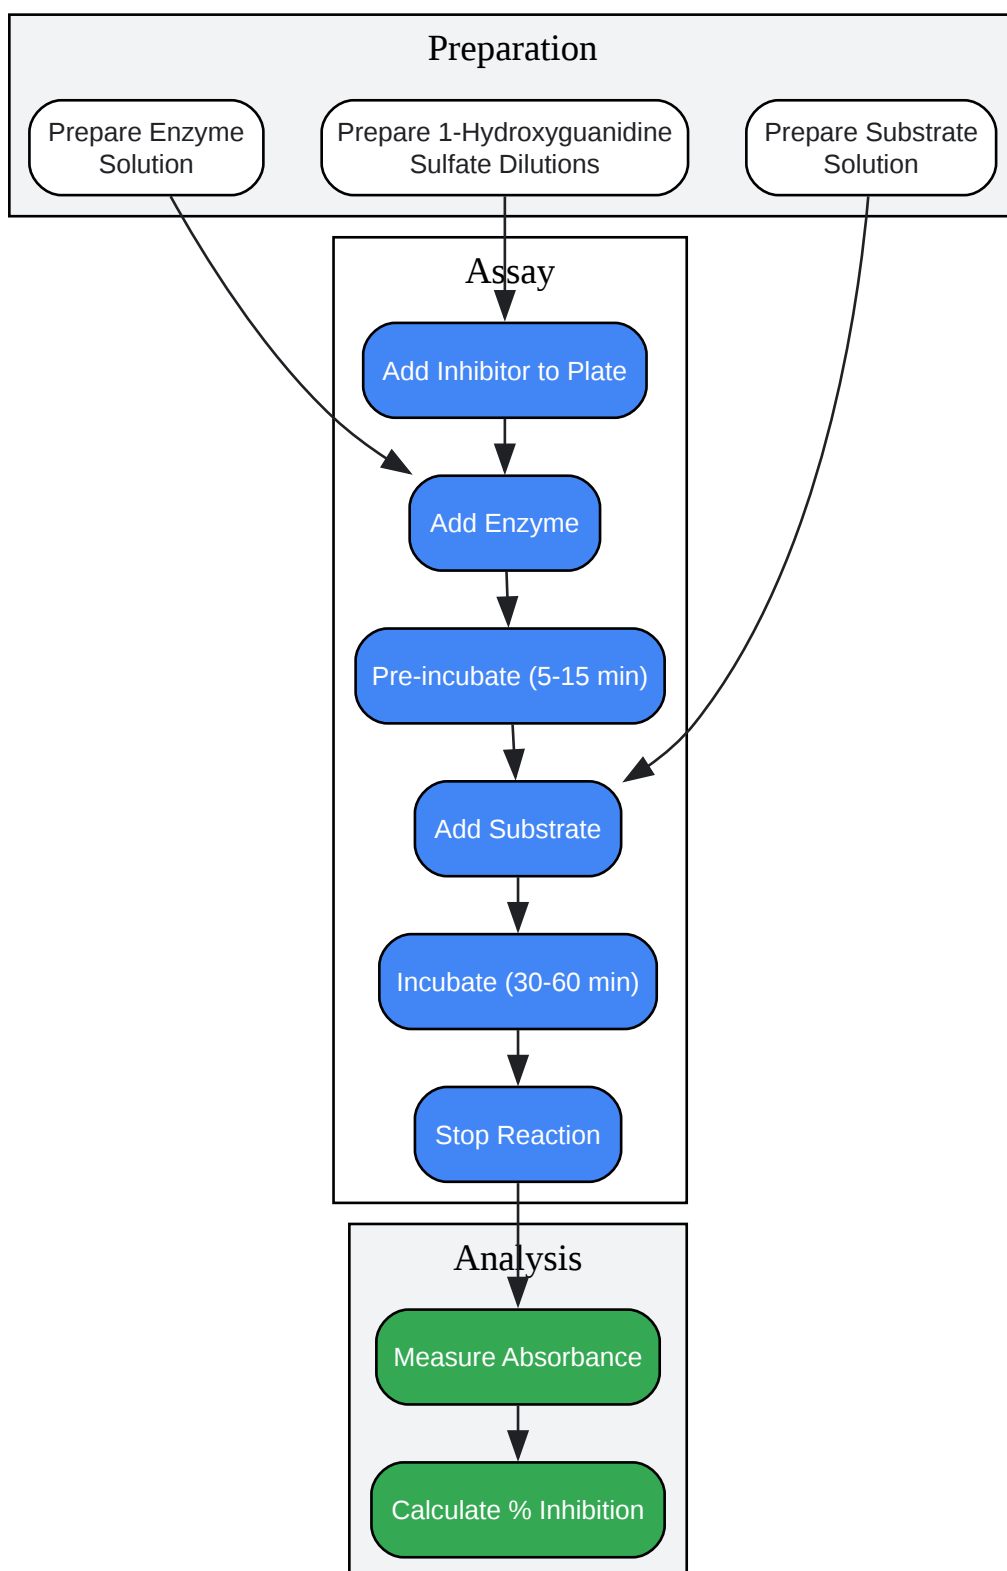 Preparation
Prepare Enzyme
Solution
Prepare 1-Hydroxyguanidine
Sulfate Dilutions
Prepare Substrate
Solution
Assay
Add Inhibitor to Plate
Add Enzyme
Pre-incubate (5-15 min)
Add Substrate
Incubate (30-60 min)
Stop Reaction
Analysis
Measure Absorbance
Calculate % Inhibition